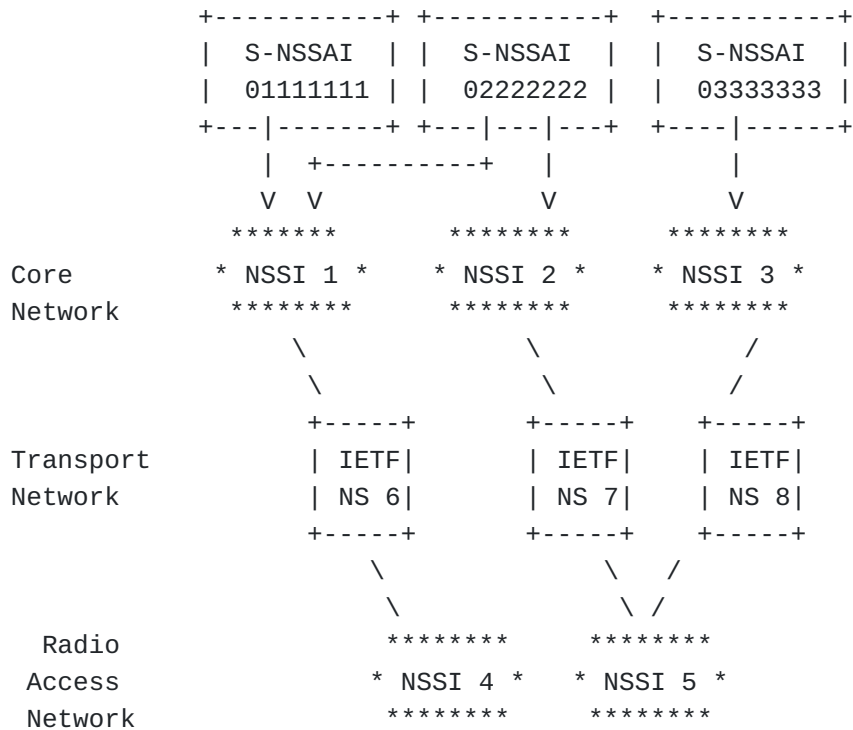 +-----------+ +-----------+  +-----------+
            |  S-NSSAI  | |  S-NSSAI  |  |  S-NSSAI  |
            |  01111111 | |  02222222 |  |  03333333 |
            +---|-------+ +---|---|---+  +----|------+
                |  +----------+   |           |
                V  V              V           V
              *******       ********      ********
Core         * NSSI 1 *    * NSSI 2 *    * NSSI 3 *
Network       ********      ********      ********
                  \              \             /
                   \              \           /
                   +-----+       +-----+    +-----+
Transport          | IETF|       | IETF|    | IETF|
Network            | NS 6|       | NS 7|    | NS 8|
                   +-----+       +-----+    +-----+
                       \              \   /
                        \              \ /
  Radio                 ********     ********
 Access                * NSSI 4 *   * NSSI 5 *
 Network                ********     ********